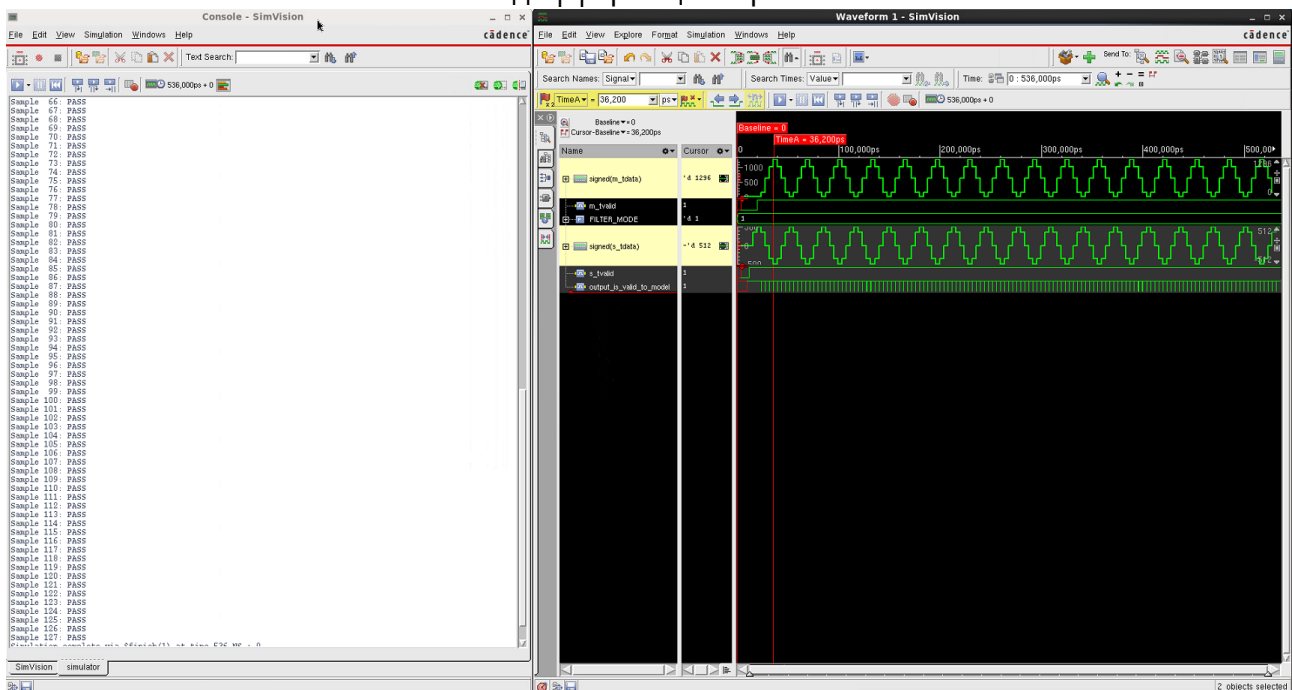 Console - SimVision
File Edit View Simulation Windows Help
cādence
Text Search:
536,000ps + 0
Sample 66: PASS
Sample 67: PASS
Sample 68: PASS
Sample 69: PASS
Sample 70: PASS
Sample 71: PASS
Sample 72: PASS
Sample 73: PASS
Sample 74: PASS
Sample 75: PASS
Sample 76: PASS
Sample 77: PASS
Sample 78: PASS
Sample 79: PASS
Sample 80: PASS
Sample 81: PASS
Sample 82: PASS
Sample 83: PASS
Sample 84: PASS
Sample 85: PASS
Sample 86: PASS
Sample 87: PASS
Sample 88: PASS
Sample 89: PASS
Sample 90: PASS
Sample 91: PASS
Sample 92: PASS
Sample 93: PASS
Sample 94: PASS
Sample 95: PASS
Sample 96: PASS
Sample 97: PASS
Sample 98: PASS
Sample 99: PASS
Sample 100: PASS
Sample 101: PASS
Sample 102: PASS
Sample 103: PASS
Sample 104: PASS
Sample 105: PASS
Sample 106: PASS
Sample 107: PASS
Sample 108: PASS
Sample 109: PASS
Sample 110: PASS
Sample 111: PASS
Sample 112: PASS
Sample 113: PASS
Sample 114: PASS
Sample 115: PASS
Sample 116: PASS
Sample 117: PASS
Sample 118: PASS
Sample 119: PASS
Sample 120: PASS
Sample 121: PASS
Sample 122: PASS
Sample 123: PASS
Sample 124: PASS
Sample 125: PASS
Sample 126: PASS
Sample 127: PASS
Simulation complete via $finish(1) at time 536 NS + 0
SimVision simulator
Waveform 1 - SimVision
File Edit View Explore Format Simulation Windows Help
cādence
Send To:
Search Names: Signal
Search Times: Value
Time: 0 : 536,000ps
TimeA = 36,200 ps
536,000ps + 0
Baseline = 0
Cursor-Baseline = 36,200ps
Baseline = 0
TimeA = 36,200ps
Name Cursor
0 100,000ps 200,000ps 300,000ps 400,000ps 500,00
signed(m_tdata) 'd 1296
1000
500
m_tvalid 1
FILTER_MODE 'd 1
1
signed(s_tdata) -'d 512
0
512
s_tvalid 1
output_is_valid_to_model 1
2 objects selected